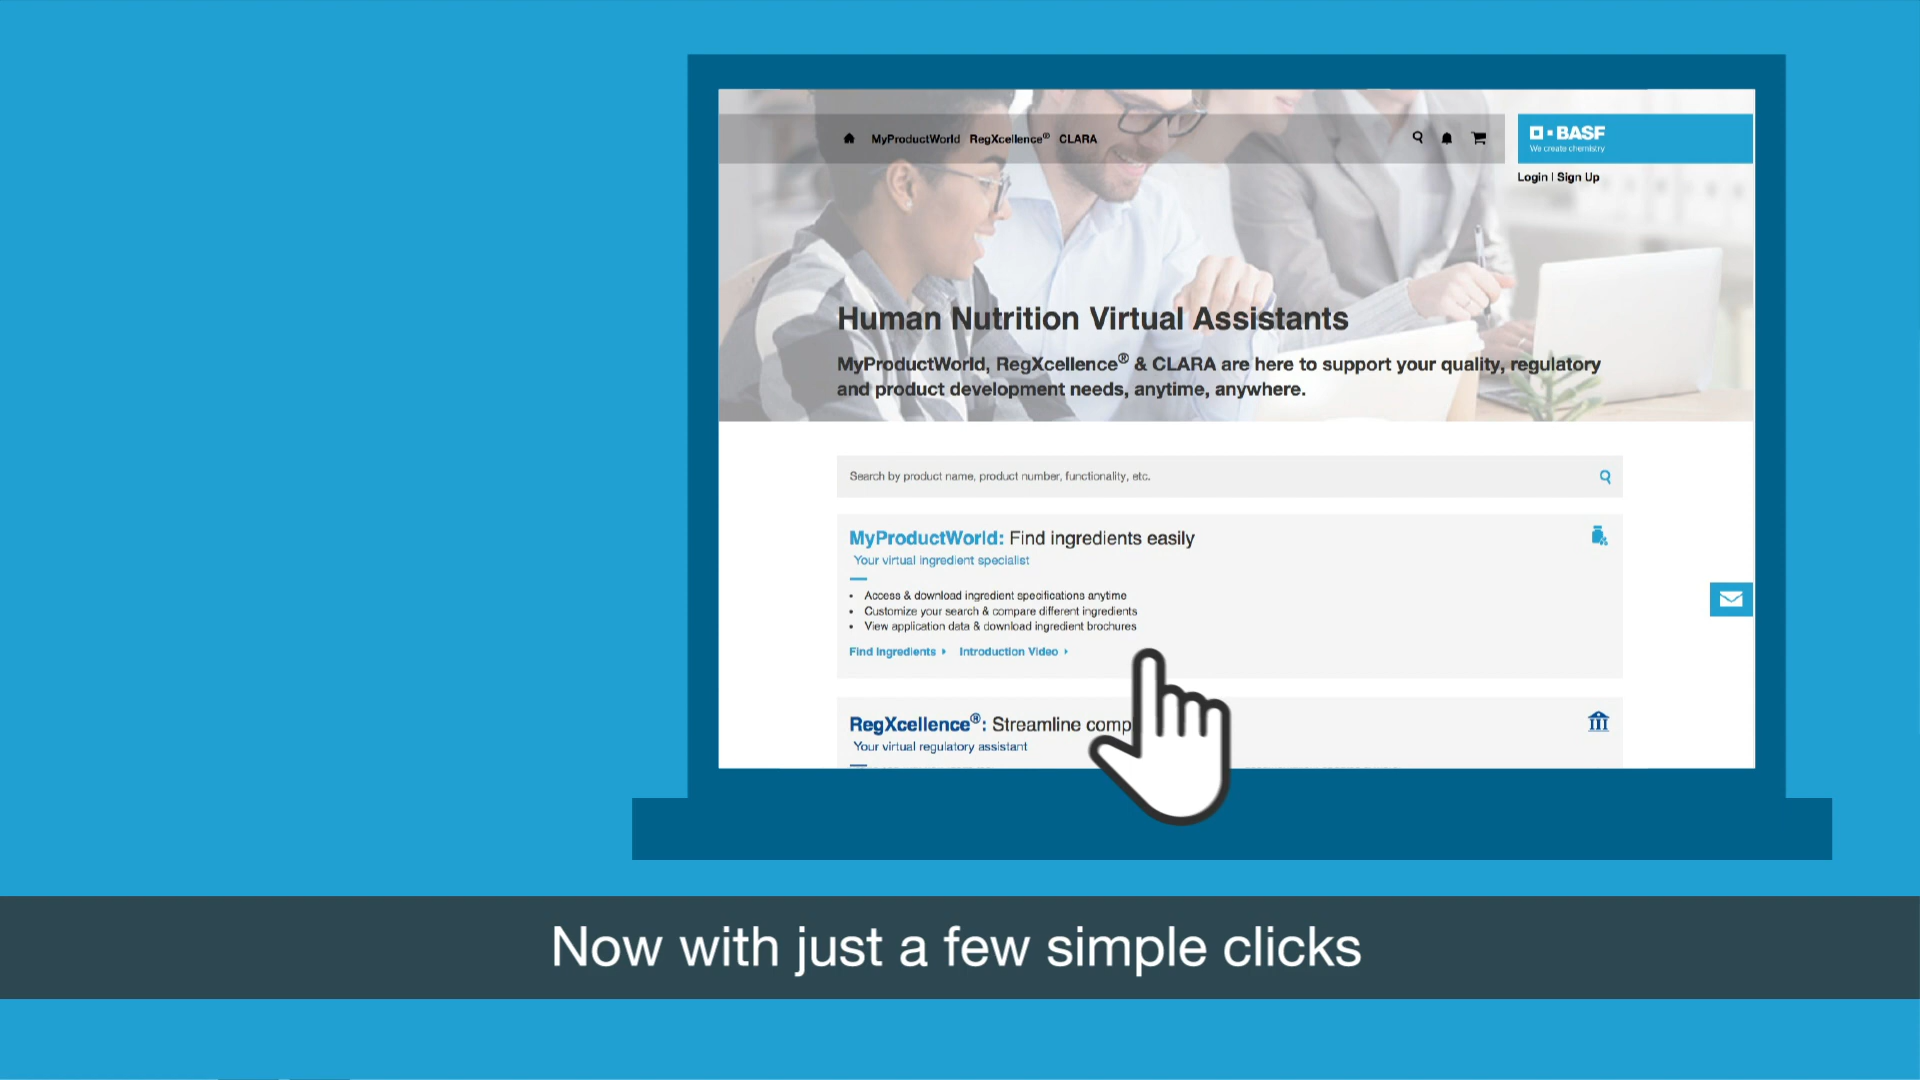 MyProductWorld RegXcellence® CLARA
BASF
We create chemistry
Login | Sign Up
Human Nutrition Virtual Assistants
MyProductWorld, RegXcellence® & CLARA are here to support your quality, regulatory
and product development needs, anytime, anywhere.
Search by product name, product number, functionality, etc.
MyProductWorld: Find ingredients easily
Your virtual ingredient specialist
• Access & download ingredient specifications anytime
• Customize your search & compare different ingredients
• View application data & download ingredient brochures
Find Ingredients Introduction Video
RegXcellence®: Streamline comp
Your virtual regulatory assistant
Now with just a few simple clicks